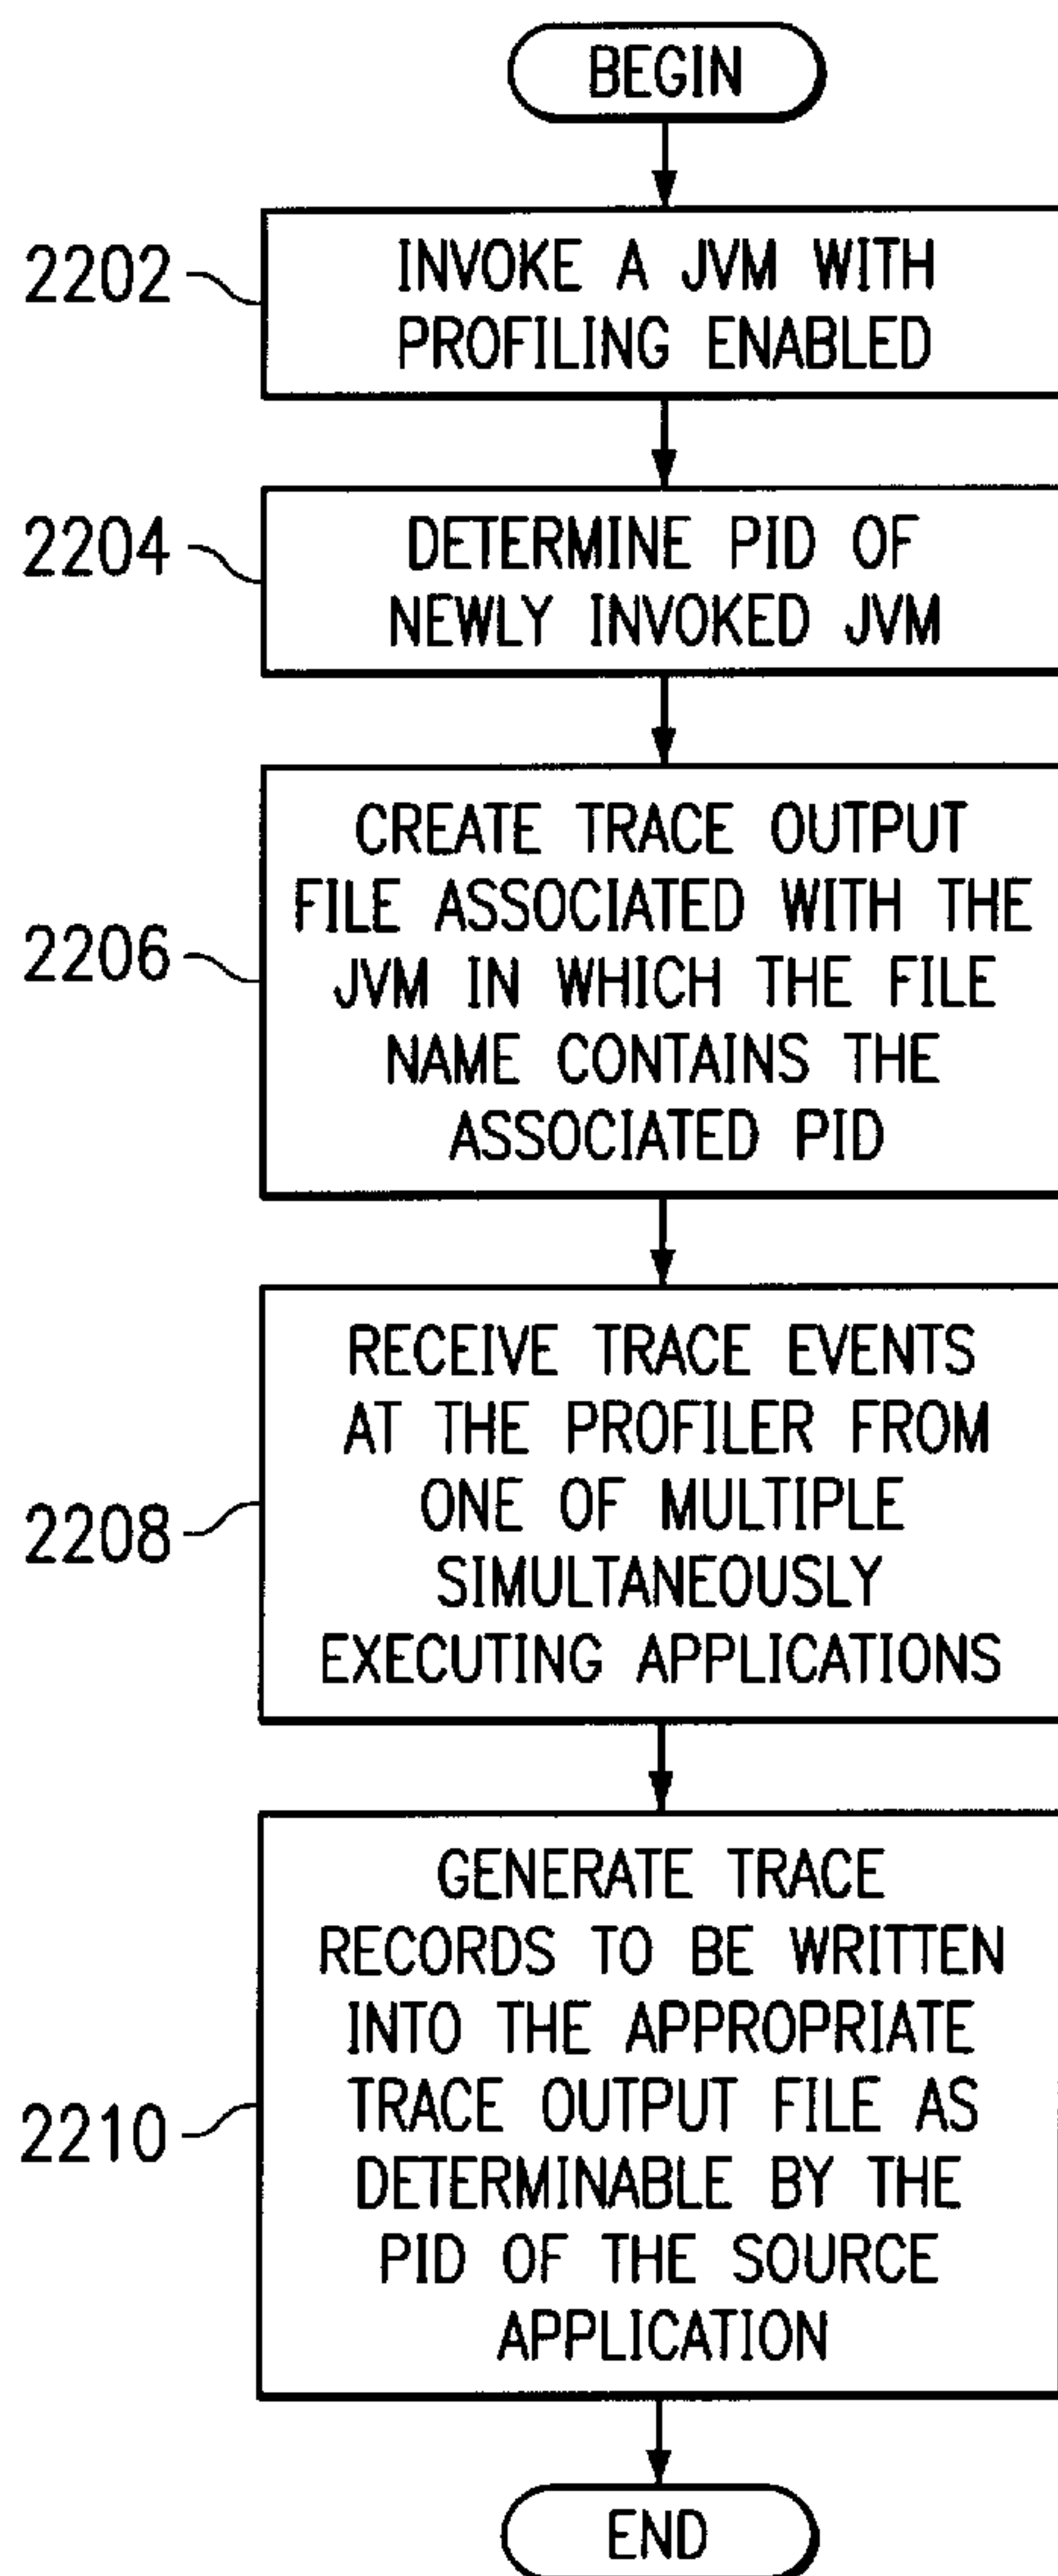 BEGIN
2202
INVOKE A JVM WITH
PROFILING ENABLED
2204
DETERMINE PID OF
NEWLY INVOKED JVM
2206
CREATE TRACE OUTPUT
FILE ASSOCIATED WITH THE
JVM IN WHICH THE FILE
NAME CONTAINS THE
ASSOCIATED PID
2208
RECEIVE TRACE EVENTS
AT THE PROFILER FROM
ONE OF MULTIPLE
SIMULTANEOUSLY
EXECUTING APPLICATIONS
2210
GENERATE TRACE
RECORDS TO BE WRITTEN
INTO THE APPROPRIATE
TRACE OUTPUT FILE AS
DETERMINABLE BY THE
PID OF THE SOURCE
APPLICATION
END